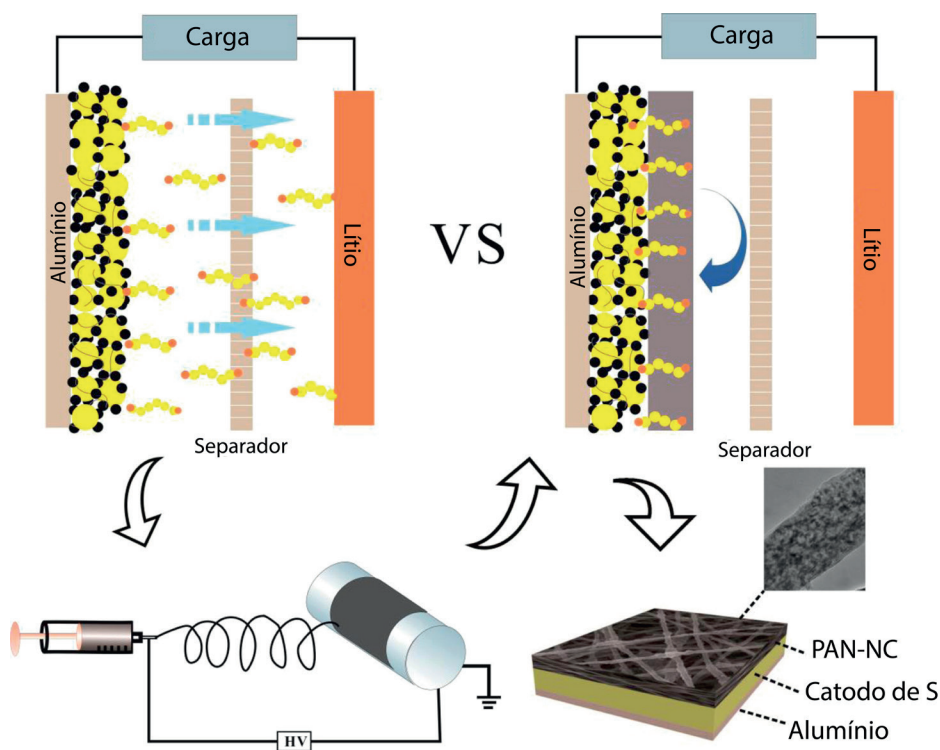 Carga
Carga
Alumínio
Lítio
VS
Alumínio
Lítio
Separador
Separador
HV
PAN-NC
Catodo de S
Alumínio